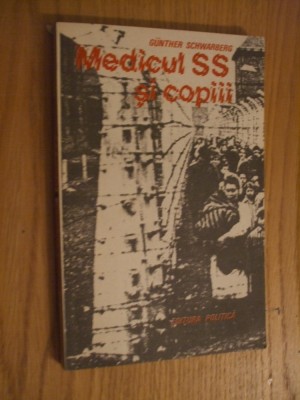 GÜNTHER SCHWARBERG
Medicul SS
și copiii
EDITURA POLITICĂ